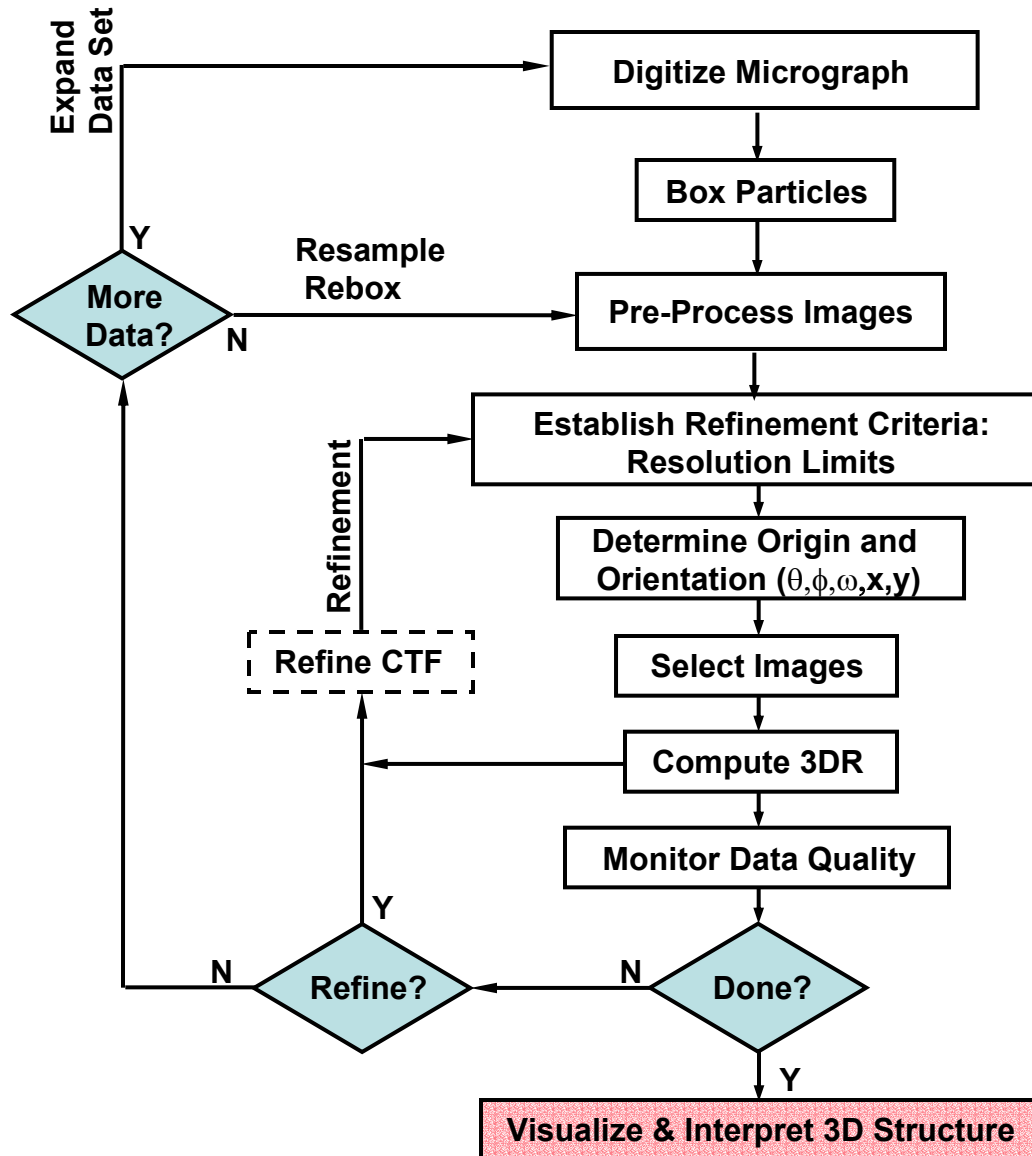 Expand
Data Set
Digitize Micrograph
Box Particles
Y
Resample
Rebox
More
Data?
N
Pre-Process Images
Establish Refinement Criteria:
Resolution Limits
Refinement
Determine Origin and
Orientation (θ,ϕ,ω,x,y)
Refine CTF
Select Images
Compute 3DR
Monitor Data Quality
Y
N
Refine?
N
Done?
Y
Visualize & Interpret 3D Structure